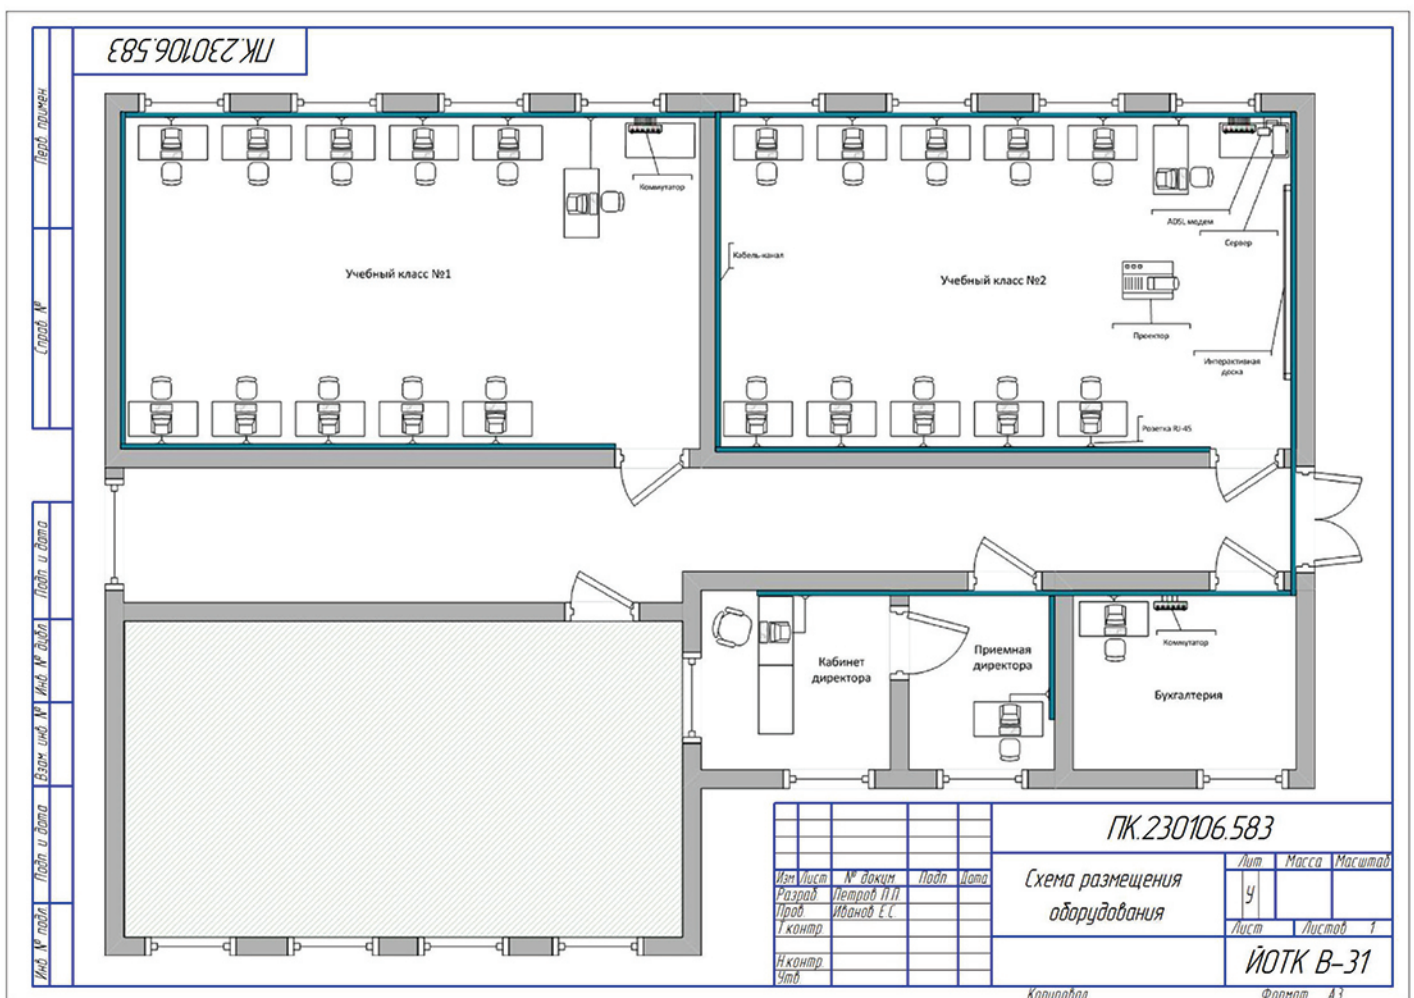 ПК.230106.583
Перв. примен.
Справ. №
Подп. и дата
Инв. № дубл.
Взам. инв. №
Подп. и дата
Инв. № подл.
Коммутатор
Учебный класс №1
Кабель-канал
Учебный класс №2
ADSL модем
Сервер
Проектор
Интерактивная
доска
Розетка RJ-45
Кабинет
директора
Приемная
директора
Коммутатор
Бухгалтерия
ПК.230106.583
Изм Лист № докум. Подп. Дата
Разраб. Петров П.П.
Пров. Иванов Е.С.
Т.контр.
Н.контр.
Утв.
Схема размещения
оборудования
Лит. Масса Масштаб
У
Лист Листов 1
ЙОТК В-31
Копировал Формат А3